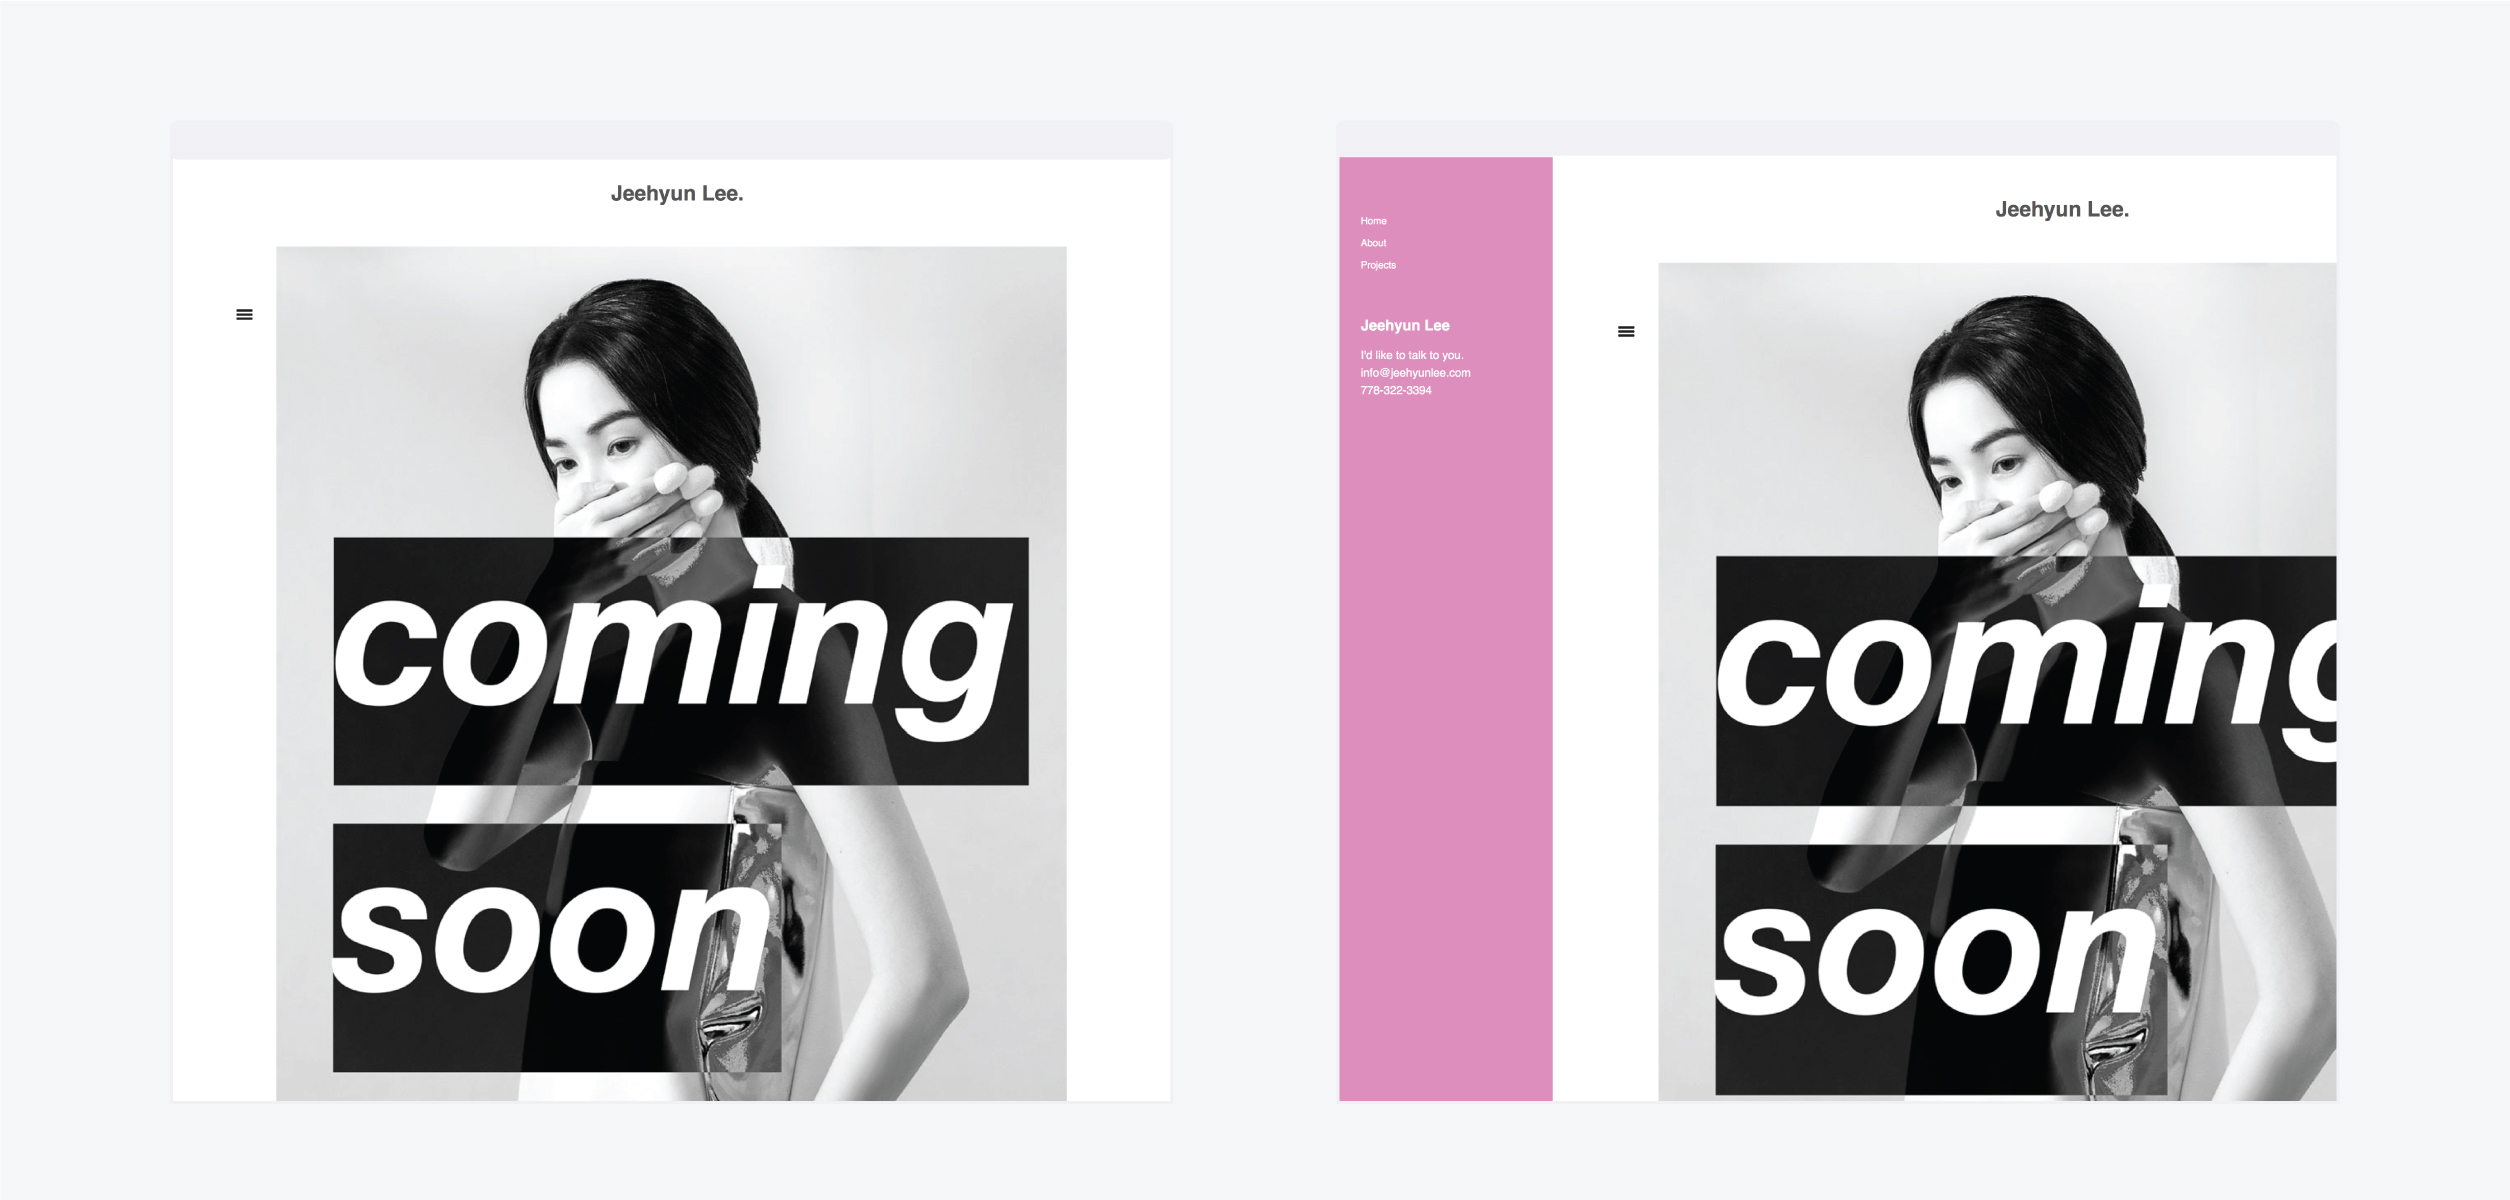 Jeehyun Lee.
coming
soon
Home
About
Projects
Jeehyun Lee
I'd like to talk to you.
info@jeehyunlee.com
778-322-3394
Jeehyun Lee.
coming
soon